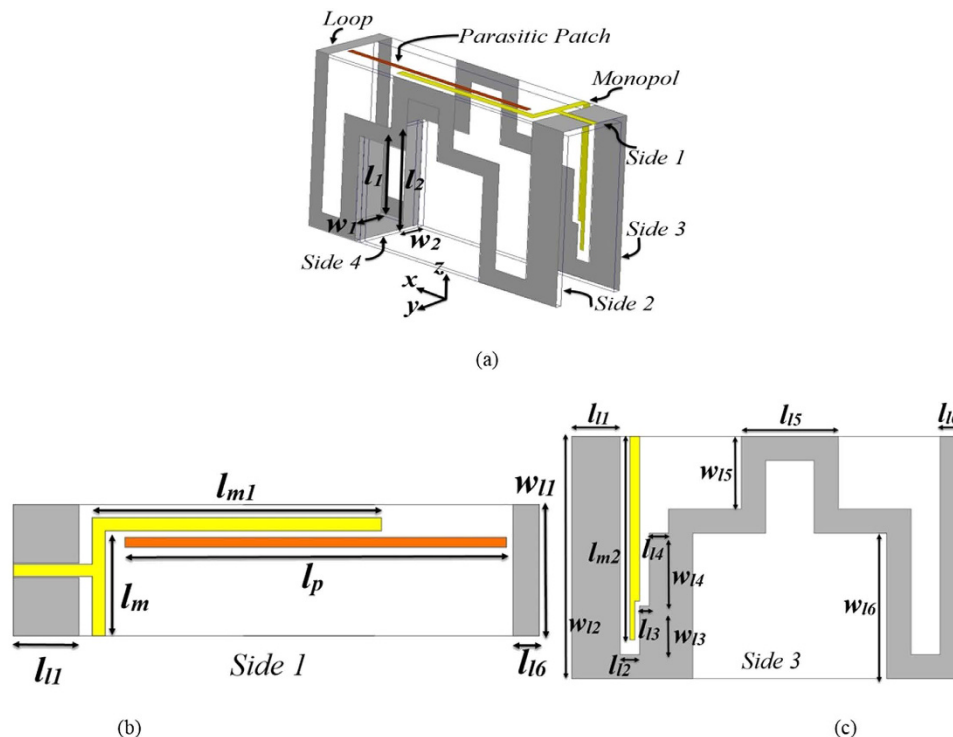 Loop
Parasitic Patch
Monopol
Side 1
l1
l2
w1
w2
Side 3
Side 4
z
x
y
Side 2
(a)
ll1
ll5
ll6
lm1
wl1
wl5
lm2
ll4
wl4
lp
lm
wl2
wl6
ll3
wl3
ll2
ll1
Side 1
ll6
Side 3
(b)
(c)